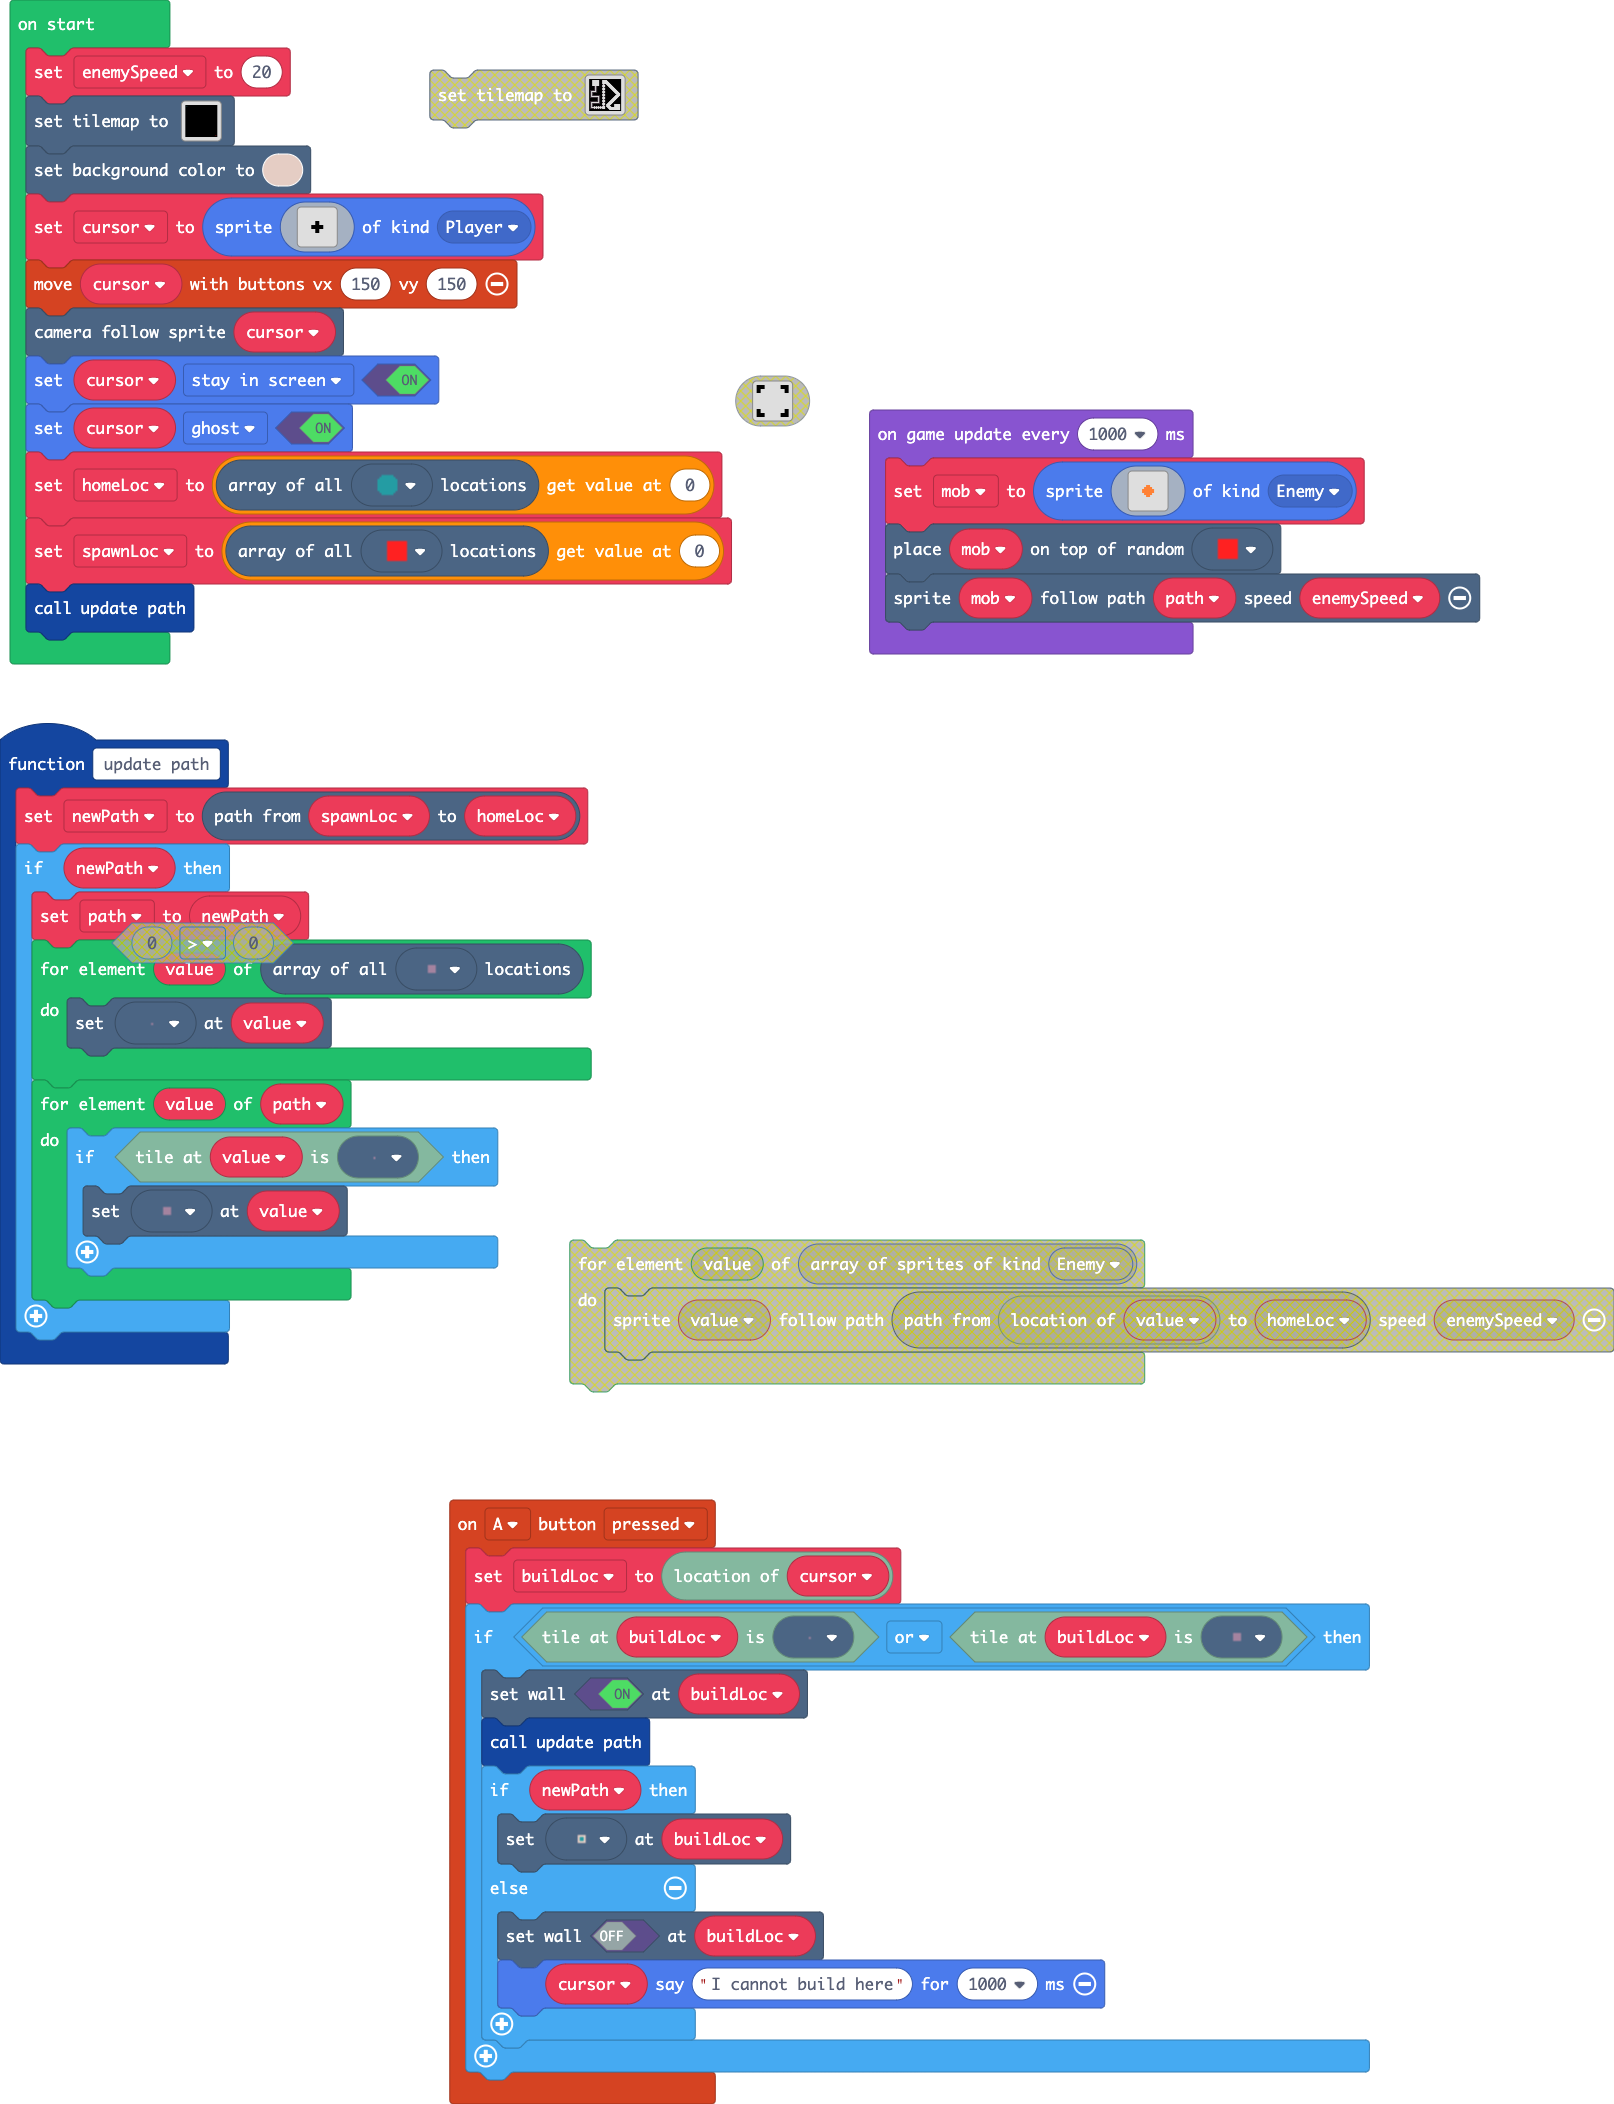 on start
set enemySpeed to 20
set tilemap to
set tilemap to
set background color to
set cursor to sprite of kind Player
move cursor with buttons vx 150 vy 150
camera follow sprite cursor
set cursor stay in screen ON
set cursor ghost ON
set homeLoc to array of all locations get value at 0
set spawnLoc to array of all locations get value at 0
call update path
on game update every 1000 ms
set mob to sprite of kind Enemy
place mob on top of random
sprite mob follow path path speed enemySpeed
function update path
set newPath to path from spawnLoc to homeLoc
if newPath then
set path to newPath
0 > 0
for element value of array of all locations
do set at value
for element value of path
do
if tile at value is then
set at value
for element value of array of sprites of kind Enemy
do
sprite value follow path path from location of value to homeLoc speed enemySpeed
on A button pressed
set buildLoc to location of cursor
if tile at buildLoc is or tile at buildLoc is then
set wall ON at buildLoc
call update path
if newPath then
set at buildLoc
else
set wall OFF at buildLoc
cursor say "I cannot build here" for 1000 ms